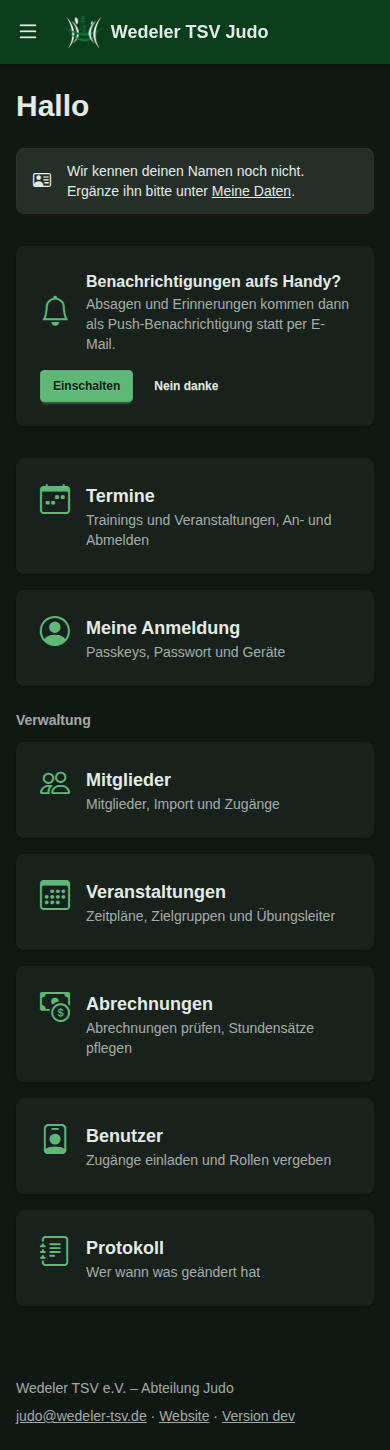 Wedeler TSV Judo
Hallo
Wir kennen deinen Namen noch nicht.
Ergänze ihn bitte unter Meine Daten.
Benachrichtigungen aufs Handy?
Absagen und Erinnerungen kommen dann
als Push-Benachrichtigung statt per E-
Mail.
Einschalten
Nein danke
Termine
Trainings und Veranstaltungen, An- und
Abmelden
Meine Anmeldung
Passkeys, Passwort und Geräte
Verwaltung
Mitglieder
Mitglieder, Import und Zugänge
Veranstaltungen
Zeitpläne, Zielgruppen und Übungsleiter
Abrechnungen
Abrechnungen prüfen, Stundensätze
pflegen
Benutzer
Zugänge einladen und Rollen vergeben
Protokoll
Wer wann was geändert hat
Wedeler TSV e.V. – Abteilung Judo
judo@wedeler-tsv.de · Website · Version dev